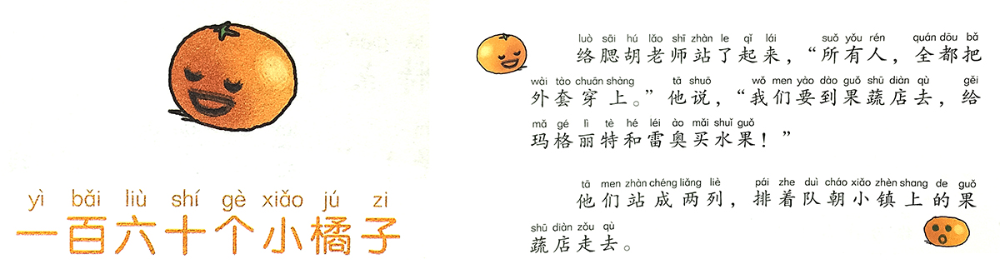 yì bǎi liù shí gè xiǎo jú zi
一百六十个小橘子
luò sāi hú lǎo shī zhàn le qǐ lái suǒ yǒu rén quán dōu bǎ
络腮胡老师站了起来，“所有人，全都把
wài tào chuān shàng tā shuō wǒ men yào dào guǒ shū diàn qù gěi
外套穿上。”他说，“我们要到果蔬店去，给
mǎ gé lì tè hé léi ào mǎi shuǐ guǒ
玛格丽特和雷奥买水果！”
tā men zhàn chéng liǎng liè pái zhe duì cháo xiǎo zhèn shang de guǒ
他们站成两列，排着队朝小镇上的果
shū diàn zǒu qù
蔬店走去。